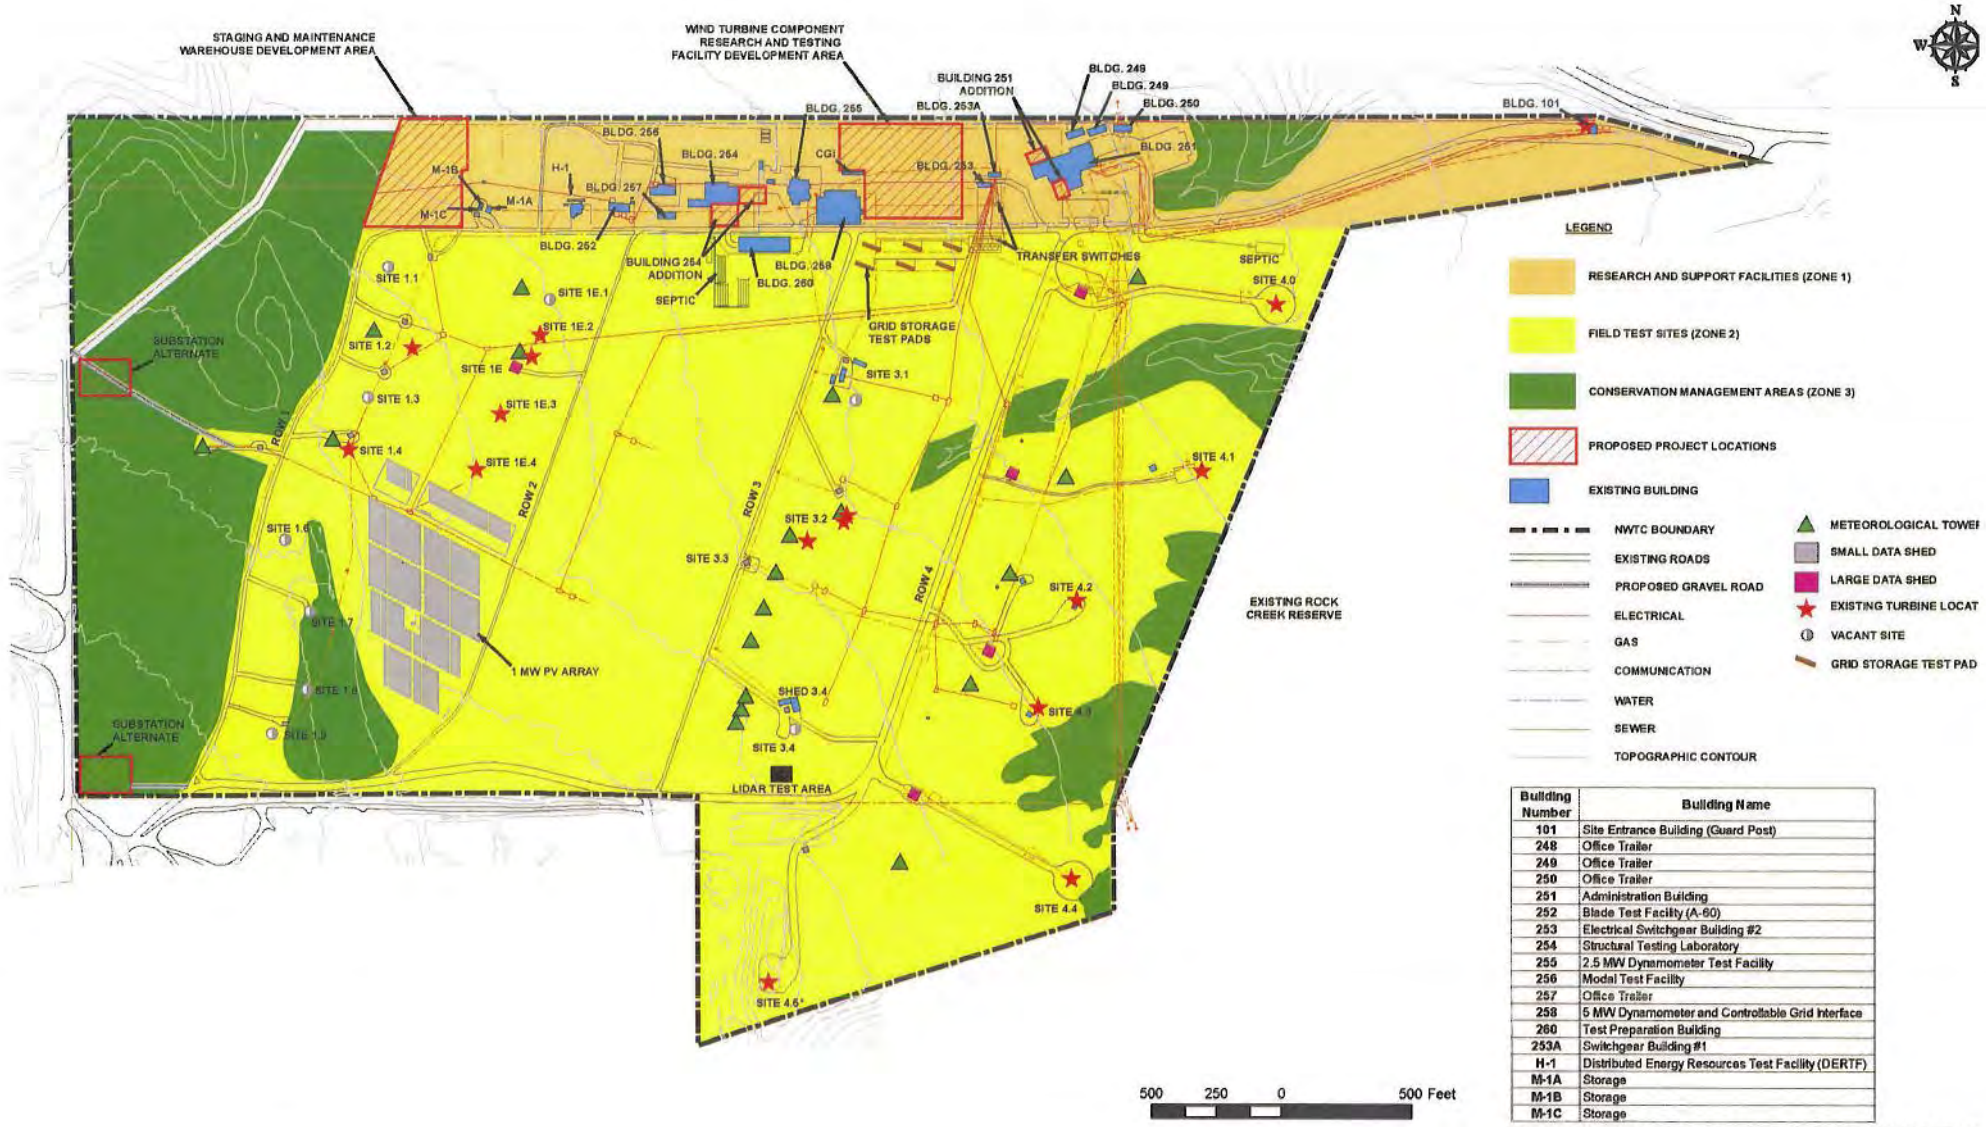 N
W
S
STAGING AND MAINTENANCE
WAREHOUSE DEVELOPMENT AREA
WIND TURBINE COMPONENT
RESEARCH AND TESTING
FACILITY DEVELOPMENT AREA
BUILDING 251
ADDITION
BLDG. 249
BLDG. 249
BLDG. 250
BLDG. 255
BLDG. 253A
BLDG. 101
BLDG. 256
BLDG. 254
CGI
BLDG. 253
BLDG. 251
M-1B
H-1
BLDG. 257
M-1A
M-1C
BLDG. 252
BUILDING 254
ADDITION
BLDG. 258
BLDG. 260
SEPTIC
TRANSFER SWITCHES
SEPTIC
SITE 4.0
SITE 1.1
SITE 1E.1
SITE 1E.2
GRID STORAGE
TEST PADS
SUBSTATION
ALTERNATE
SITE 1.2
SITE 1E
SITE 3.1
SITE 1.3
SITE 1E.3
ROW 1
SITE 1.4
SITE 1E.4
SITE 4.1
ROW 2
ROW 3
SITE 1.6
SITE 3.2
SITE 3.3
ROW 4
SITE 4.2
EXISTING ROCK
CREEK RESERVE
SITE 1.7
1 MW PV ARRAY
SITE 1.8
SHED 3.4
SITE 4.3
SUBSTATION
ALTERNATE
SITE 1.9
SITE 3.4
LIDAR TEST AREA
SITE 4.4
SITE 4.5*
500 250 0 500 Feet
LEGEND
RESEARCH AND SUPPORT FACILITIES (ZONE 1)
FIELD TEST SITES (ZONE 2)
CONSERVATION MANAGEMENT AREAS (ZONE 3)
PROPOSED PROJECT LOCATIONS
EXISTING BUILDING
NWTC BOUNDARY
EXISTING ROADS
PROPOSED GRAVEL ROAD
ELECTRICAL
GAS
COMMUNICATION
WATER
SEWER
TOPOGRAPHIC CONTOUR
METEOROLOGICAL TOWER
SMALL DATA SHED
LARGE DATA SHED
EXISTING TURBINE LOCAT
VACANT SITE
GRID STORAGE TEST PAD
Building Number Building Name
101 Site Entrance Building (Guard Post)
248 Office Trailer
249 Office Trailer
250 Office Trailer
251 Administration Building
252 Blade Test Facility (A-60)
253 Electrical Switchgear Building #2
254 Structural Testing Laboratory
255 2.5 MW Dynamometer Test Facility
256 Modal Test Facility
257 Office Trailer
258 5 MW Dynamometer and Controllable Grid Interface
260 Test Preparation Building
253A Switchgear Building #1
H-1 Distributed Energy Resources Test Facility (DERTF)
M-1A Storage
M-1B Storage
M-1C Storage